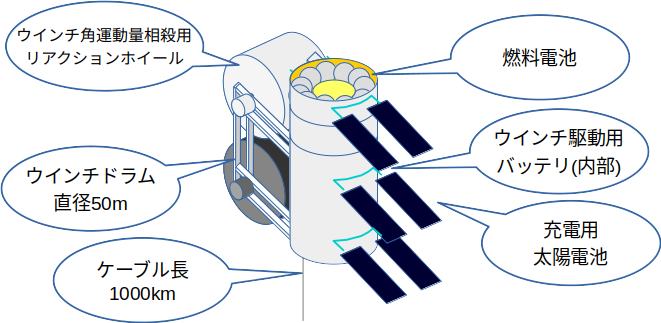 ウインチ角運動量相殺用
リアクションホイール
燃料電池
ウインチ駆動用
バッテリ(内部)
ウインチドラム
直径50m
充電用
太陽電池
ケーブル長
1000km